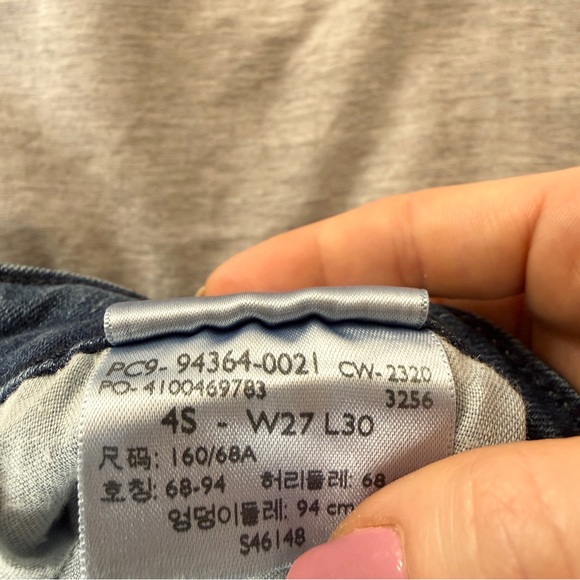 PC9- 94364-0021 CW-2320
PO-4100469783 3256
4S - W27 L30
尺码: 160/68A
호칭: 68-94 허리둘레: 68
엉덩이둘레: 94 cm
S46148